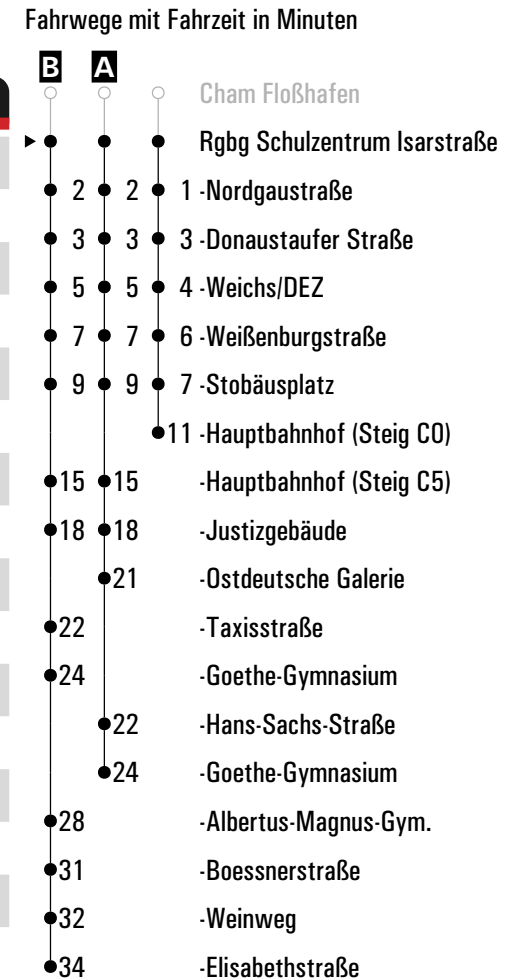 Fahrwege mit Fahrzeit in Minuten
B A
Cham Floßhafen
Rgbg Schulzentrum Isarstraße
2 2 1 -Nordgaustraße
3 3 3 -Donaustaufer Straße
5 5 4 -Weichs/DEZ
7 7 6 -Weißenburgstraße
9 9 7 -Stobäusplatz
11 -Hauptbahnhof (Steig C0)
15 15 -Hauptbahnhof (Steig C5)
18 18 -Justizgebäude
21 -Ostdeutsche Galerie
22 -Taxisstraße
24 -Goethe-Gymnasium
22 -Hans-Sachs-Straße
24 -Goethe-Gymnasium
28 -Albertus-Magnus-Gym.
31 -Boessnerstraße
32 -Weinweg
34 -Elisabethstraße